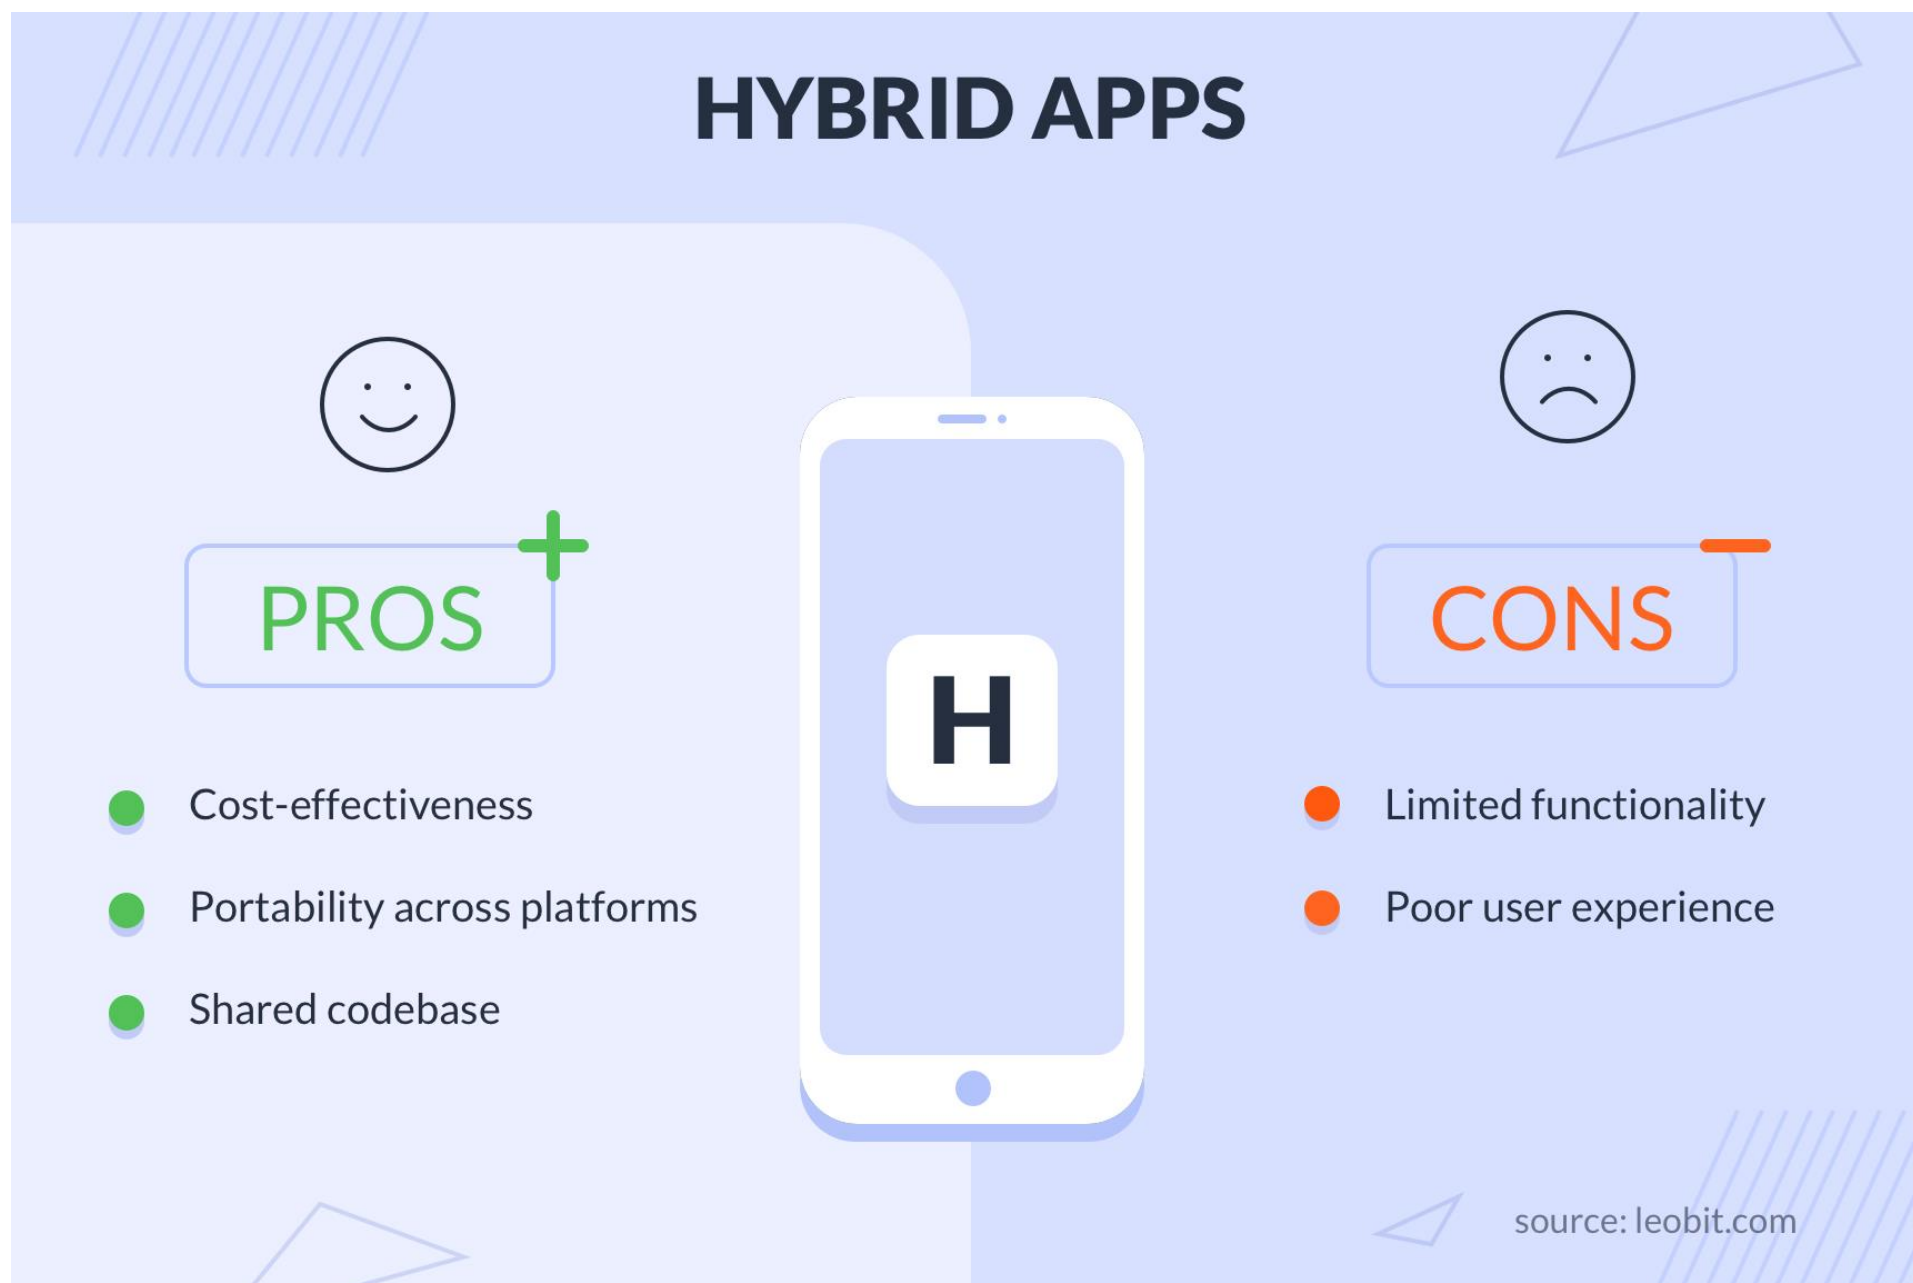 HYBRID APPS
PROS
Cost-effectiveness
Portability across platforms
Shared codebase
H
CONS
Limited functionality
Poor user experience
source: leobit.com